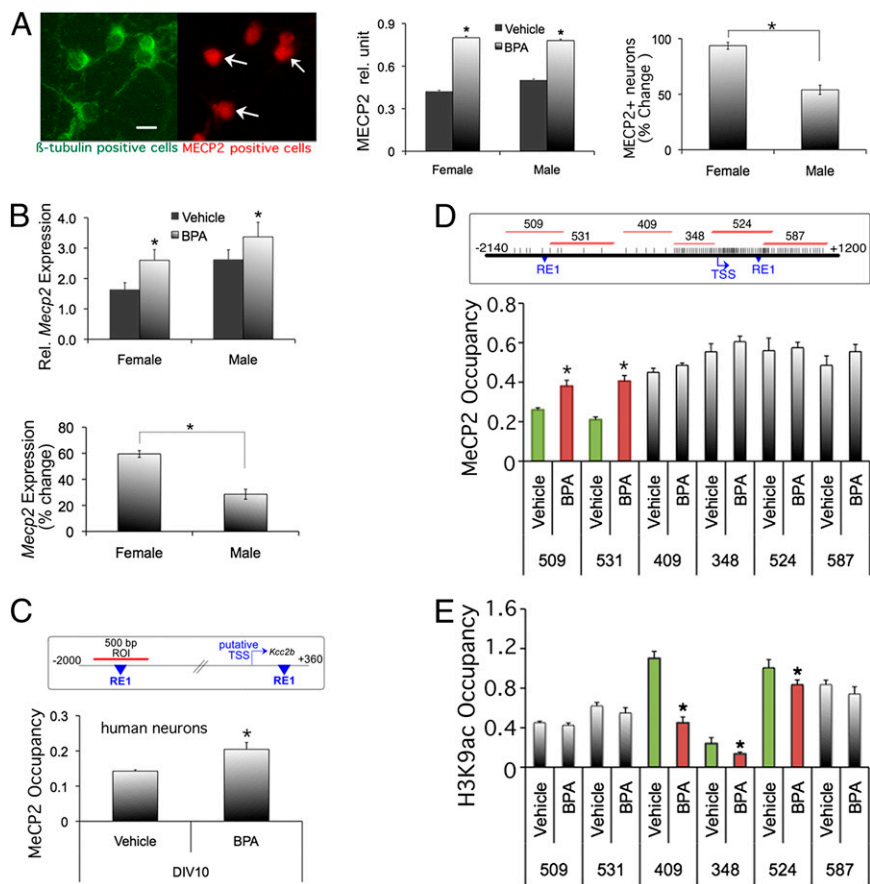 A
ß-tubulin positive cells
MECP2 positive cells
MECP2 rel. unit
0.9
0.6
0.3
0
Vehicle
BPA
*
*
Female
Male
MECP2+ neurons
(% Change)
100
50
0
*
Female
Male
B
Rel. Mecp2 Expression
4.0
3.0
2.0
1.0
0.0
Vehicle
BPA
*
*
Female
Male
Mecp2 Expression
(% change)
80
60
40
20
0
*
Female
Male
C
500 bp
ROI
putative
TSS
Kcc2b
-2000
+360
RE1
RE1
MeCP2 Occupancy
0.3
0.2
0.1
0
human neurons
*
Vehicle
BPA
DIV10
D
509
409
524
531
348
587
-2140
+1200
RE1
TSS
RE1
MeCP2 Occupancy
0.8
0.6
0.4
0.2
0
*
*
Vehicle
BPA
Vehicle
BPA
Vehicle
BPA
Vehicle
BPA
Vehicle
BPA
Vehicle
BPA
509
531
409
348
524
587
E
H3K9ac Occupancy
1.6
1.2
0.8
0.4
0
*
*
*
Vehicle
BPA
Vehicle
BPA
Vehicle
BPA
Vehicle
BPA
Vehicle
BPA
Vehicle
BPA
509
531
409
348
524
587